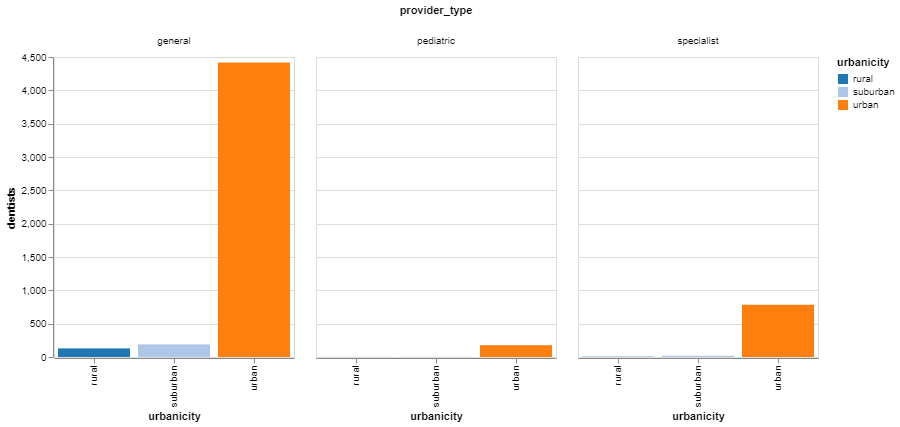 provider_type
general
pediatric
specialist
dentists
4,500
4,000
3,500
3,000
2,500
2,000
1,500
1,000
500
0
rural
suburban
urban
rural
suburban
urban
rural
suburban
urban
urbanicity
urbanicity
urbanicity
urbanicity
rural
suburban
urban